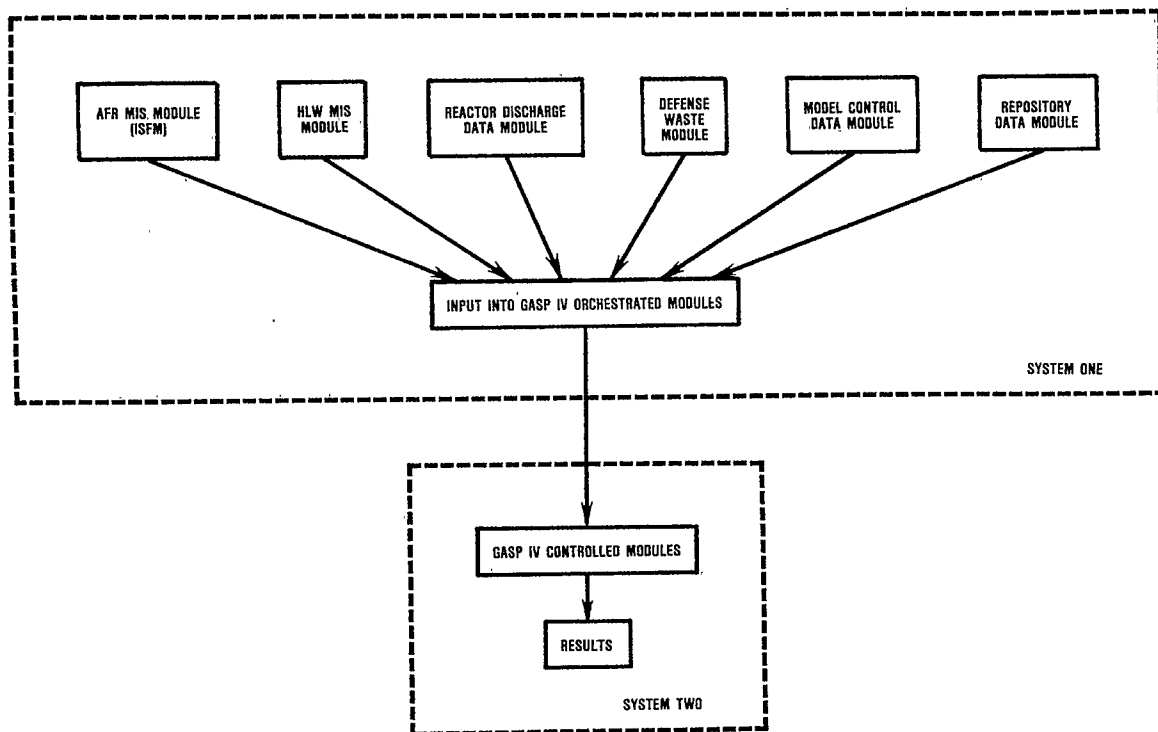 AFR MIS. MODULE
(ISFM)
HLW MIS
MODULE
REACTOR DISCHARGE
DATA MODULE
DEFENSE
WASTE
MODULE
MODEL CONTROL
DATA MODULE
REPOSITORY
DATA MODULE
INPUT INTO GASP IV ORCHESTRATED MODULES
SYSTEM ONE
GASP IV CONTROLLED MODULES
RESULTS
SYSTEM TWO